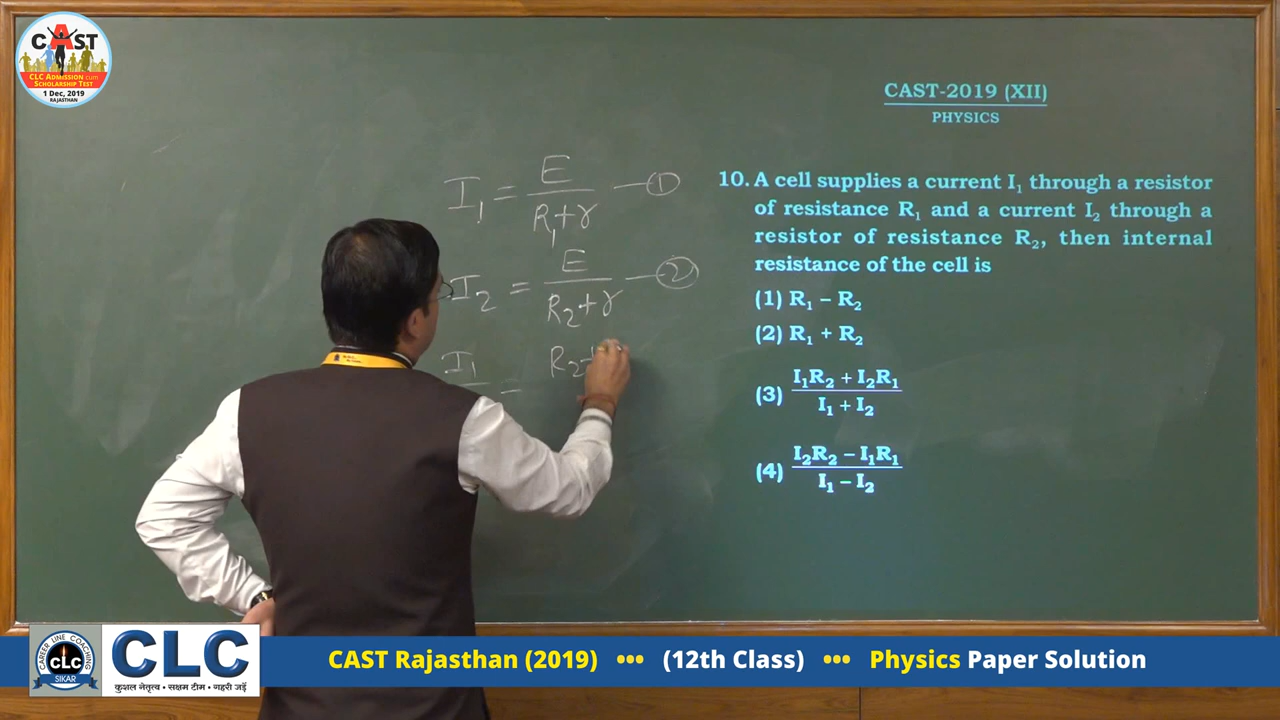 CAST
CLC ADMISSION CUM
SCHOLARSHIP TEST
1 Dec, 2019
RAJASTHAN
CAST-2019 (XII)
PHYSICS
I₁ = E / (R₁+r) —①
I₂ = E / (R₂+r) —②
I₁ = R₂+
10. A cell supplies a current I₁ through a resistor
of resistance R₁ and a current I₂ through a
resistor of resistance R₂, then internal
resistance of the cell is
(1) R₁ – R₂
(2) R₁ + R₂
(3) (I₁R₂ + I₂R₁) / (I₁ + I₂)
(4) (I₂R₂ – I₁R₁) / (I₁ – I₂)
CAREER LINE COACHING
CLC
SIKAR
CLC
कुशल नेतृत्व • सक्षम टीम • गहरी जड़ें
CAST Rajasthan (2019) ••• (12th Class) ••• Physics Paper Solution